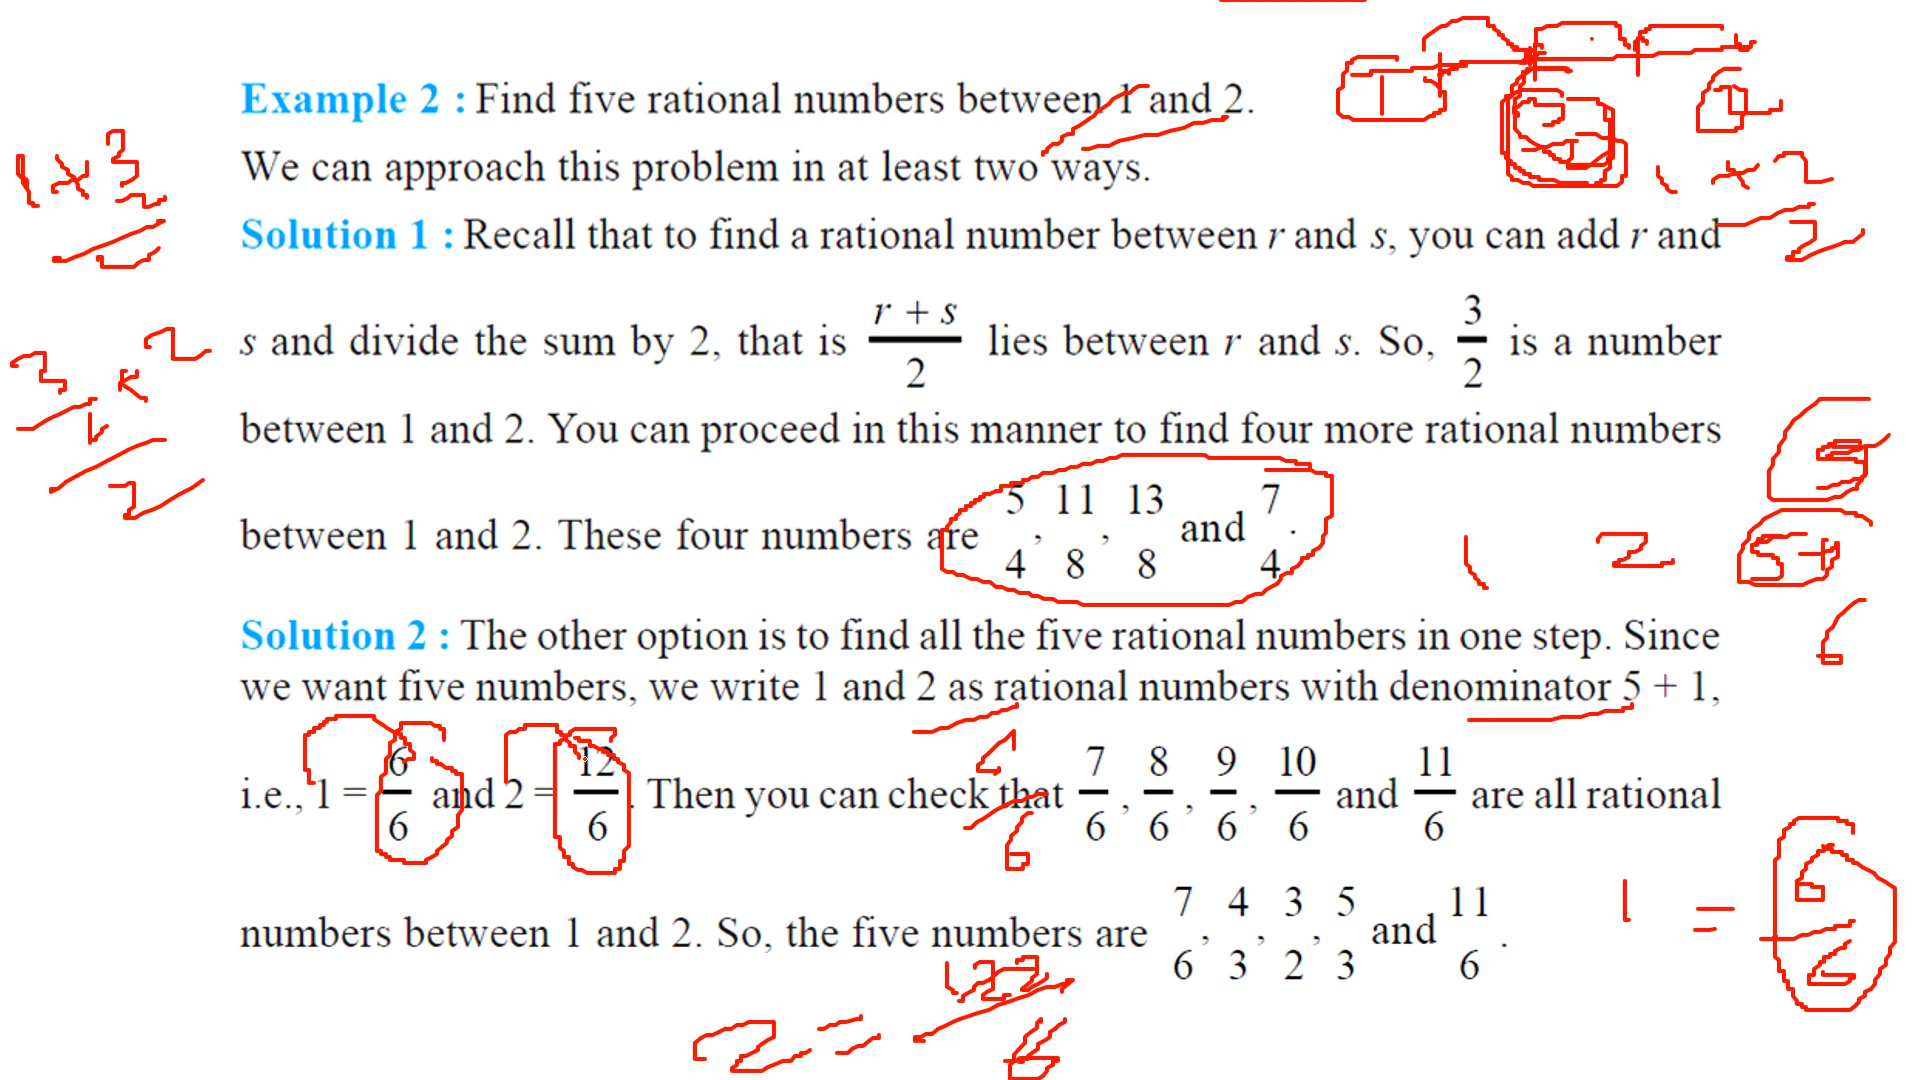 Example 2 : Find five rational numbers between 1 and 2.
We can approach this problem in at least two ways.
Solution 1 : Recall that to find a rational number between r and s, you can add r and
s and divide the sum by 2, that is (r + s)/2 lies between r and s. So, 3/2 is a number
between 1 and 2. You can proceed in this manner to find four more rational numbers
between 1 and 2. These four numbers are 5/4, 11/8, 13/8 and 7/4.
Solution 2 : The other option is to find all the five rational numbers in one step. Since
we want five numbers, we write 1 and 2 as rational numbers with denominator 5 + 1,
i.e., 1 = 6/6 and 2 = 12/6. Then you can check that 7/6, 8/6, 9/6, 10/6 and 11/6 are all rational
numbers between 1 and 2. So, the five numbers are 7/6, 4/3, 3/2, 5/3 and 11/6.